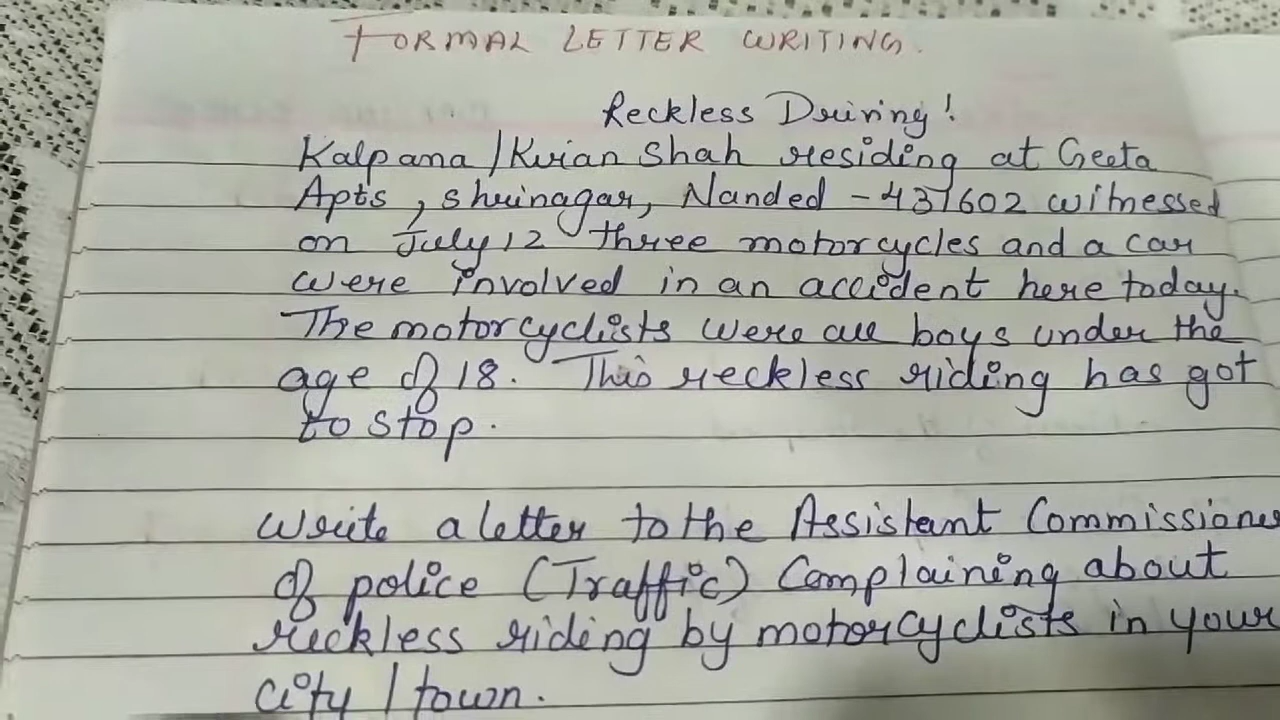 FORMAL LETTER WRITING.
Reckless Driving!
Kalpana/Kiran Shah residing at Geeta
Apts, Shrinagar, Nanded - 431602 witnessed
on July 12 three motorcycles and a car
were involved in an accident here today.
The motorcyclists were all boys under the
age of 18. This reckless riding has got
to stop.
Write a letter to the Assistant Commissioner
of police (Traffic) Complaining about
reckless riding by motorcyclists in your
city/town.